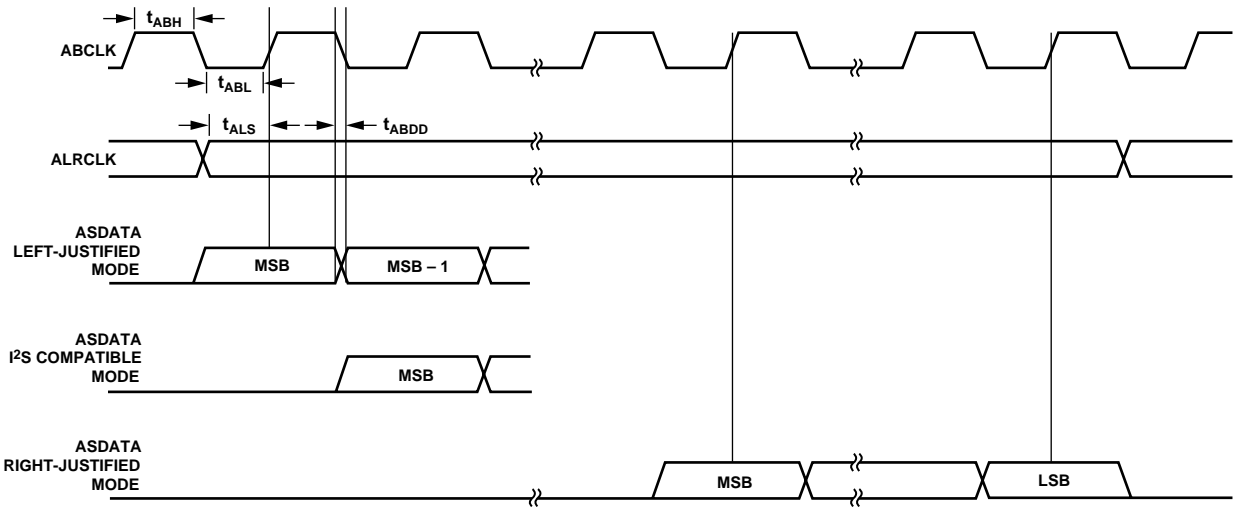 tABH
ABCLK
tABL
tALS
tABDD
ALRCLK
ASDATA
LEFT-JUSTIFIED
MODE
MSB
MSB – 1
ASDATA
I2S COMPATIBLE
MODE
MSB
ASDATA
RIGHT-JUSTIFIED
MODE
MSB
LSB